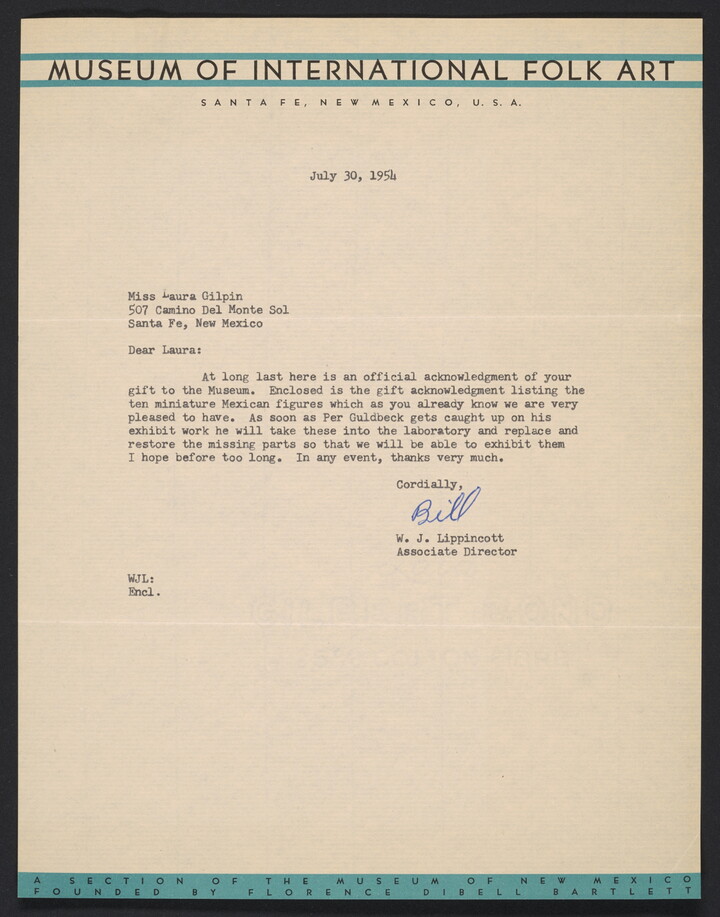 MUSEUM OF INTERNATIONAL FOLK ART
SANTA FE, NEW MEXICO, U.S.A.
July 30, 1954
Miss Laura Gilpin
507 Camino Del Monte Sol
Santa Fe, New Mexico
Dear Laura:
At long last here is an official acknowledgment of your
gift to the Museum. Enclosed is the gift acknowledgment listing the
ten miniature Mexican figures which as you already know we are very
pleased to have. As soon as Per Guldbeck gets caught up on his
exhibit work he will take these into the laboratory and replace and
restore the missing parts so that we will be able to exhibit them
I hope before too long. In any event, thanks very much.
Cordially,
Bill
W. J. Lippincott
Associate Director
WJL:
Encl.
A SECTION OF THE MUSEUM OF NEW MEXICO
FOUNDED BY FLORENCE DIBELL BARTLETT